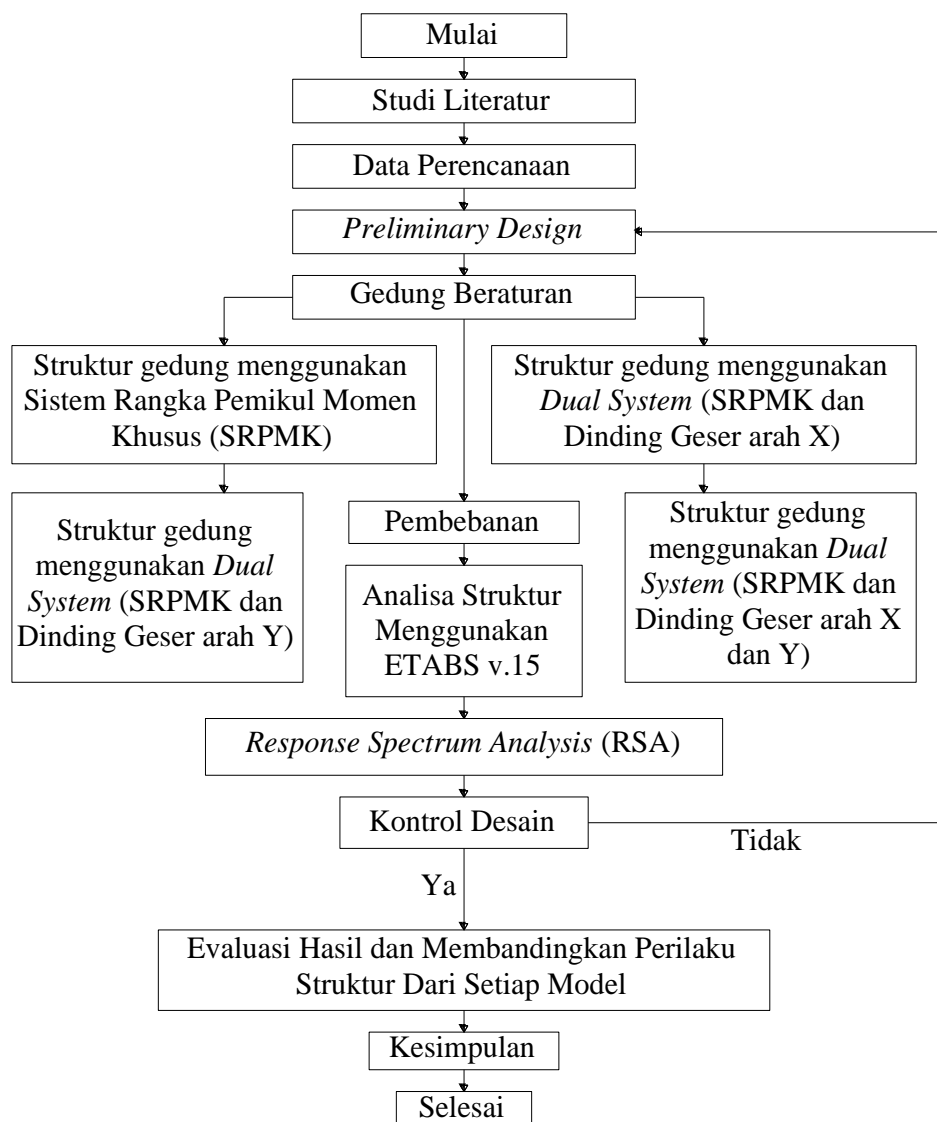 Mulai
Studi Literatur
Data Perencanaan
Preliminary Design
Gedung Beraturan
Struktur gedung menggunakan
Sistem Rangka Pemikul Momen
Khusus (SRPMK)
Struktur gedung menggunakan
Dual System (SRPMK dan
Dinding Geser arah X)
Struktur gedung
menggunakan Dual
System (SRPMK dan
Dinding Geser arah Y)
Pembebanan
Analisa Struktur
Menggunakan
ETABS v.15
Struktur gedung
menggunakan Dual
System (SRPMK dan
Dinding Geser arah X
dan Y)
Response Spectrum Analysis (RSA)
Kontrol Desain
Tidak
Ya
Evaluasi Hasil dan Membandingkan Perilaku
Struktur Dari Setiap Model
Kesimpulan
Selesai